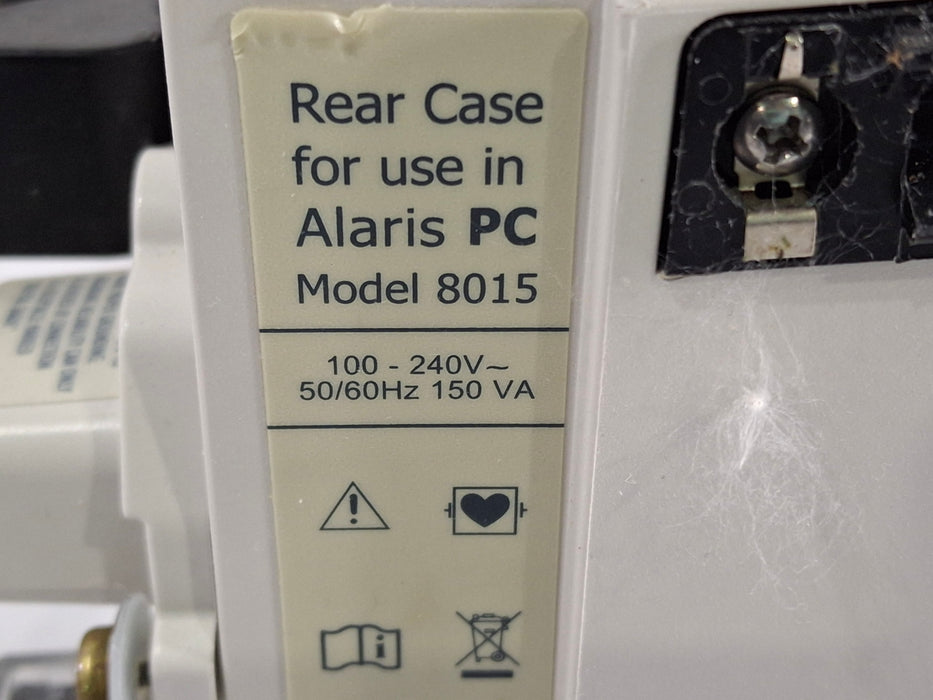 Rear Case
for use in
Alaris PC
Model 8015
100 - 240V~
50/60Hz 150 VA